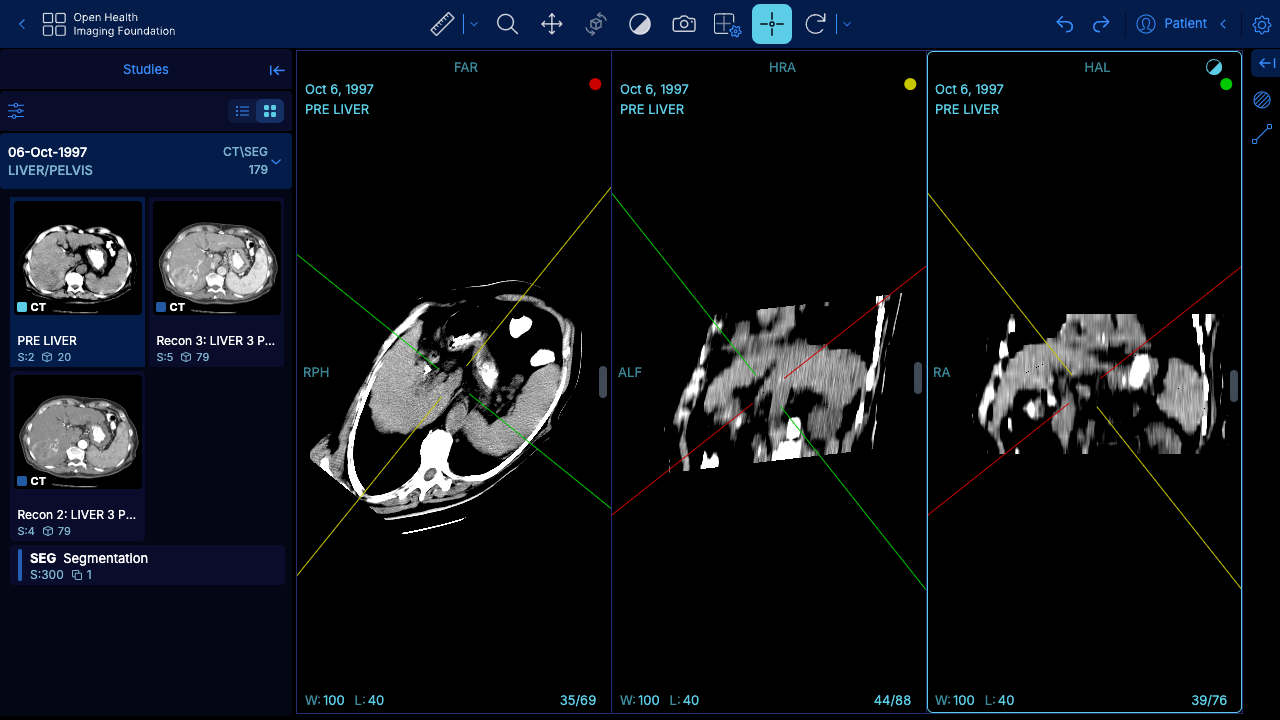 Open Health
Imaging Foundation
Patient
Studies
06-Oct-1997
CT\SEG
LIVER/PELVIS
179
CT
CT
PRE LIVER
S:2 20
Recon 3: LIVER 3 P...
S:5 79
CT
Recon 2: LIVER 3 P...
S:4 79
SEG Segmentation
S:300 1
FAR
Oct 6, 1997
PRE LIVER
RPH
W: 100 L: 40
35/69
HRA
Oct 6, 1997
PRE LIVER
ALF
W: 100 L: 40
44/88
HAL
Oct 6, 1997
PRE LIVER
RA
W: 100 L: 40
39/76